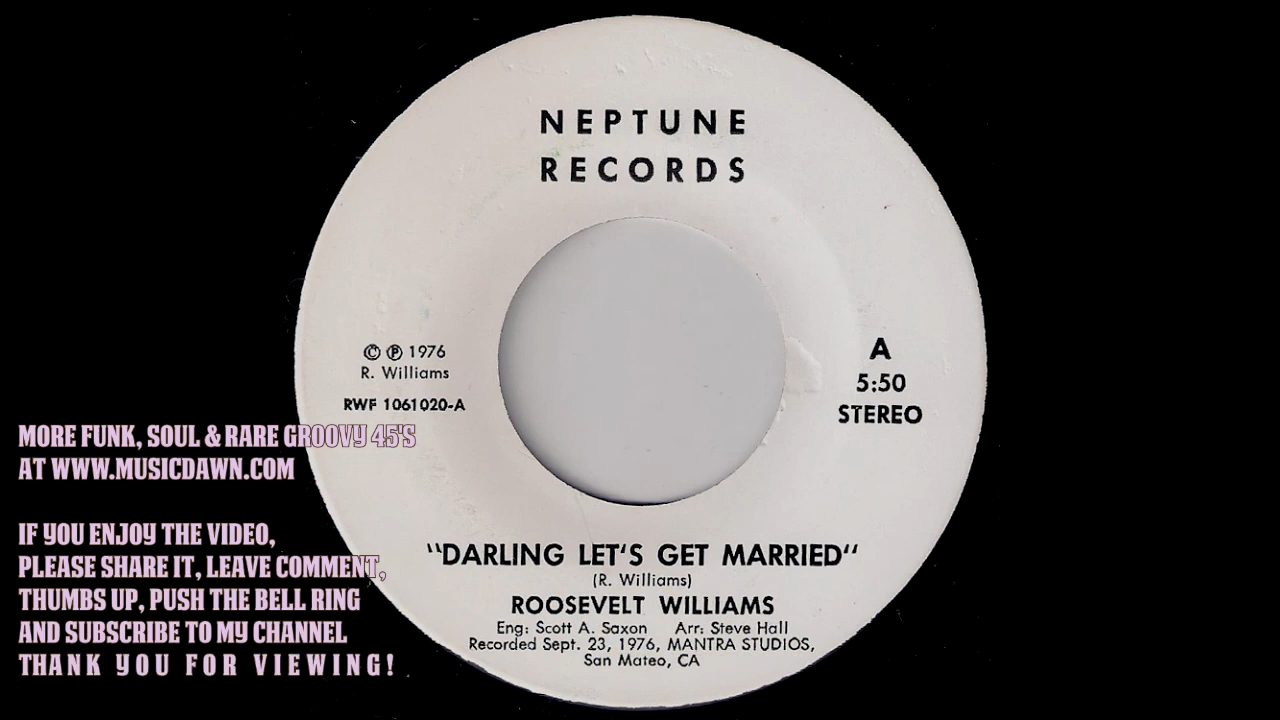 NEPTUNE
RECORDS
Ⓒ Ⓟ 1976
R. Williams
RWF 1061020-A
A
5:50
STEREO
"DARLING LET'S GET MARRIED"
(R. Williams)
ROOSEVELT WILLIAMS
Eng: Scott A. Saxon Arr: Steve Hall
Recorded Sept. 23, 1976, MANTRA STUDIOS,
San Mateo, CA
MORE FUNK, SOUL & RARE GROOVY 45'S
AT WWW.MUSICDAWN.COM
IF YOU ENJOY THE VIDEO,
PLEASE SHARE IT, LEAVE COMMENT,
THUMBS UP, PUSH THE BELL RING
AND SUBSCRIBE TO MY CHANNEL
THANK YOU FOR VIEWING!